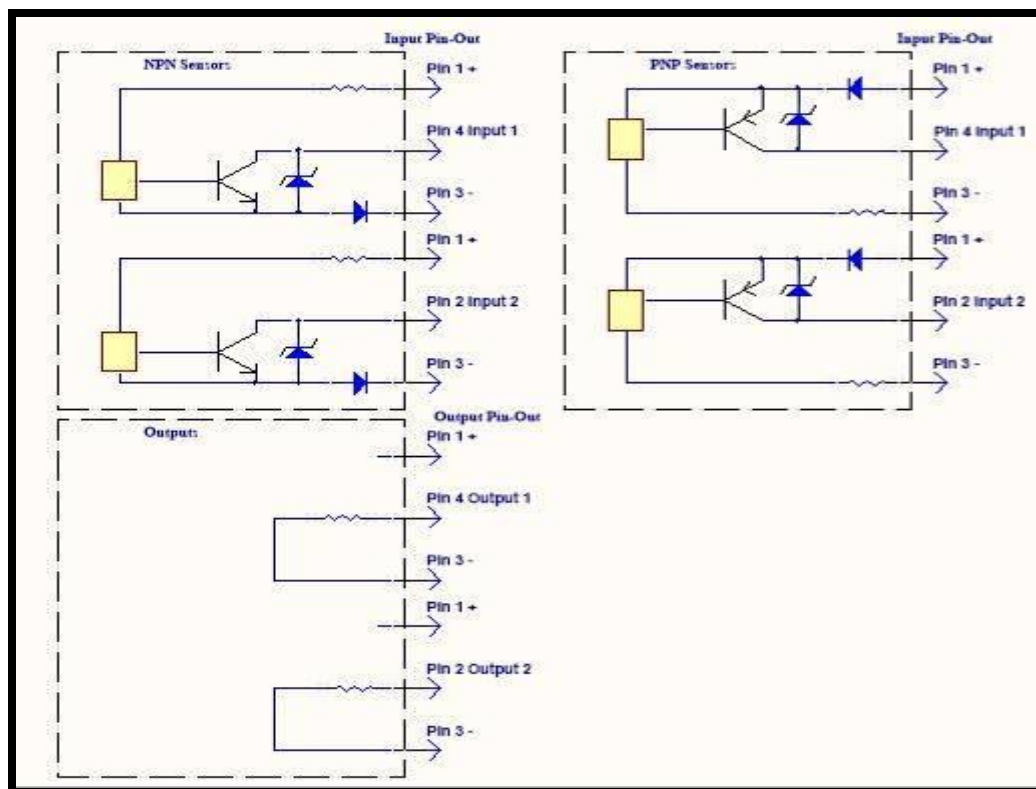 Input Pin-Out
NPN Sensors
Pin 1 +
Pin 4 Input 1
Pin 3 -
Pin 1 +
Pin 2 Input 2
Pin 3 -
Input Pin-Out
PNP Sensors
Pin 1 +
Pin 4 Input 1
Pin 3 -
Pin 1 +
Pin 2 Input 2
Pin 3 -
Output Pin-Out
Outputs
Pin 1 +
Pin 4 Output 1
Pin 3 -
Pin 1 +
Pin 2 Output 2
Pin 3 -